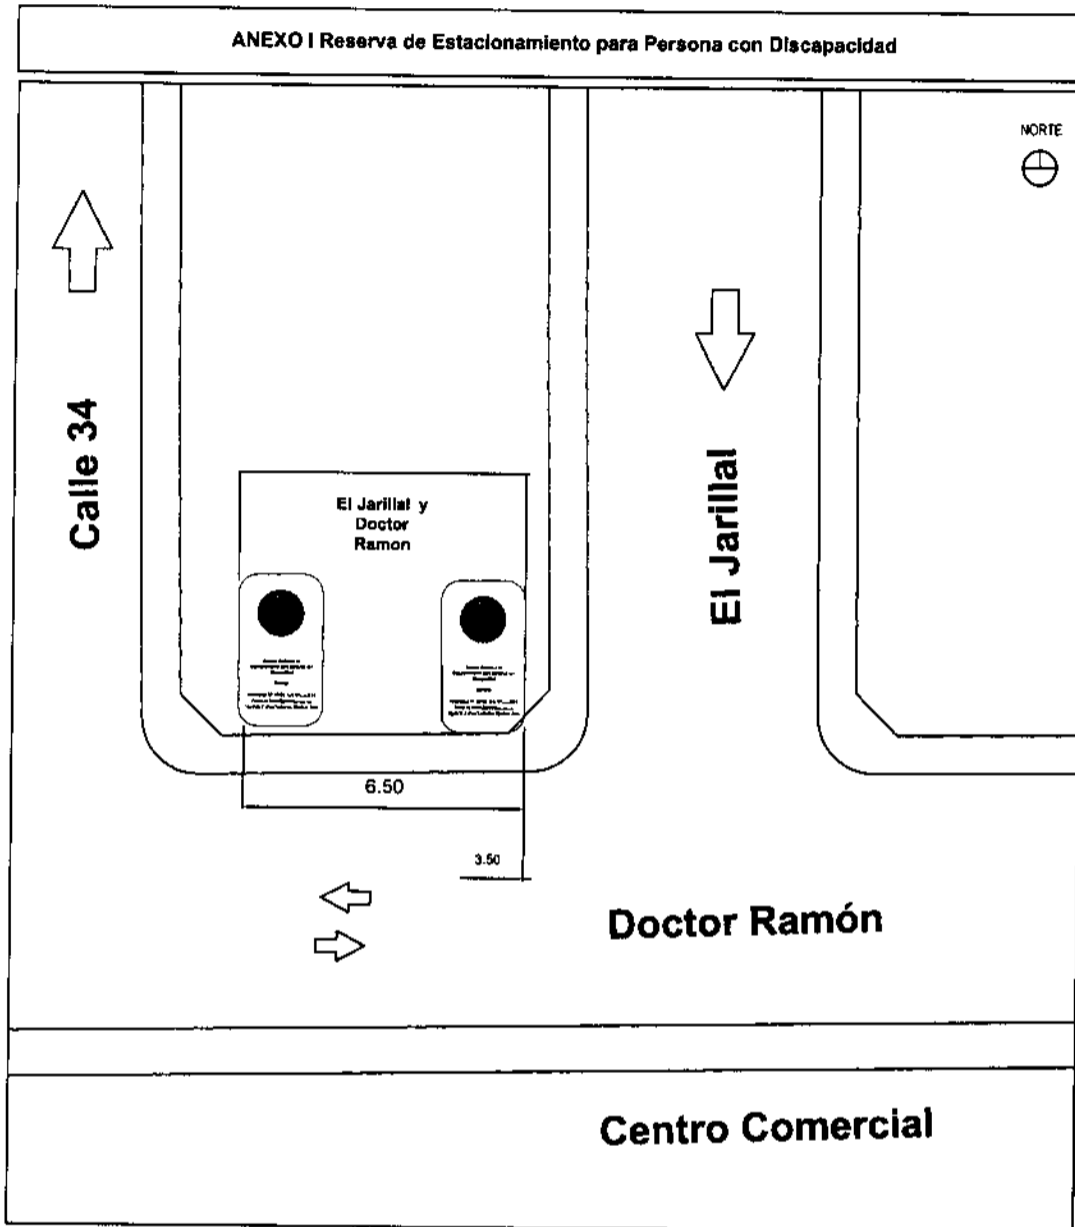 ANEXO I Reserva de Estacionamiento para Persona con Discapacidad
NORTE
Calle 34
El Jarillal
El Jarillal y
Doctor
Ramon
6.50
3.50
Doctor Ramón
Centro Comercial